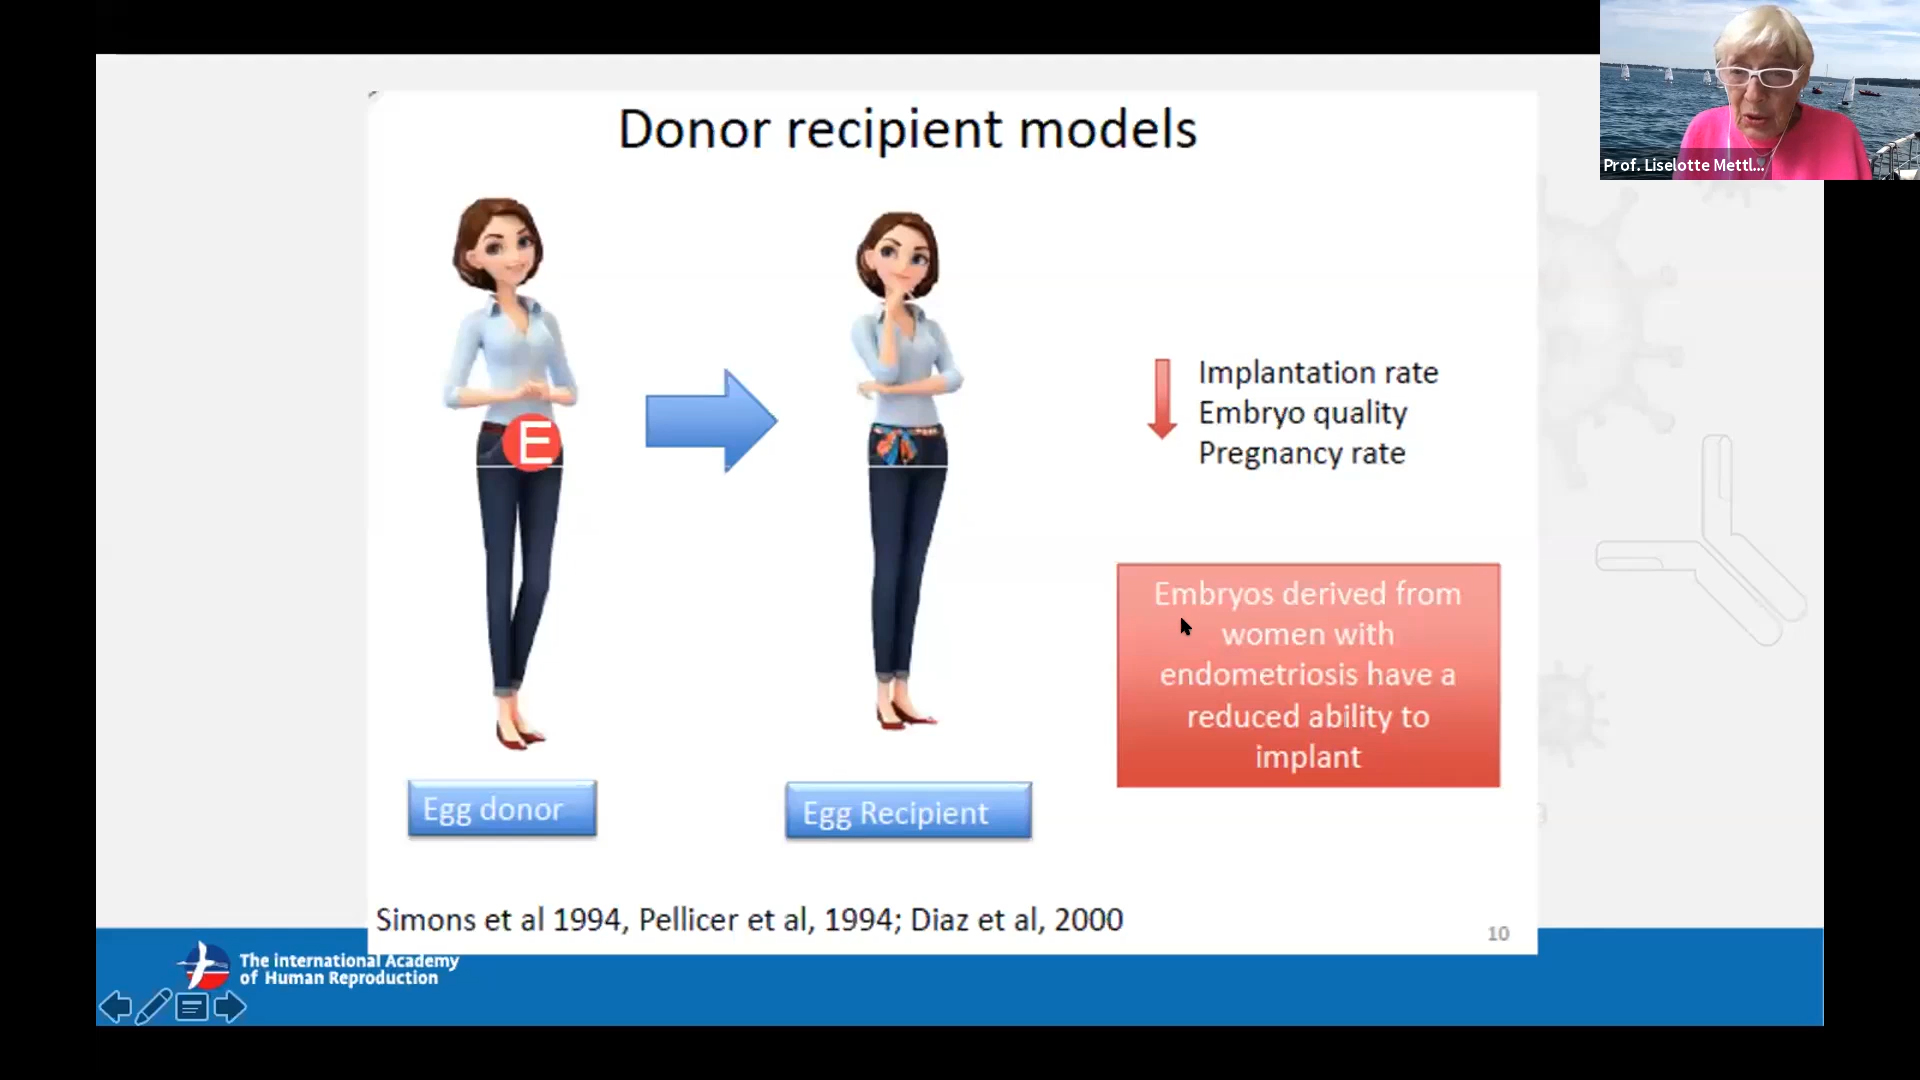 Donor recipient models
E
Implantation rate
Embryo quality
Pregnancy rate
Embryos derived from
women with
endometriosis have a
reduced ability to
implant
Egg donor
Egg Recipient
Simons et al 1994, Pellicer et al, 1994; Diaz et al, 2000
10
The international Academy
of Human Reproduction
Prof. Liselotte Mettl...